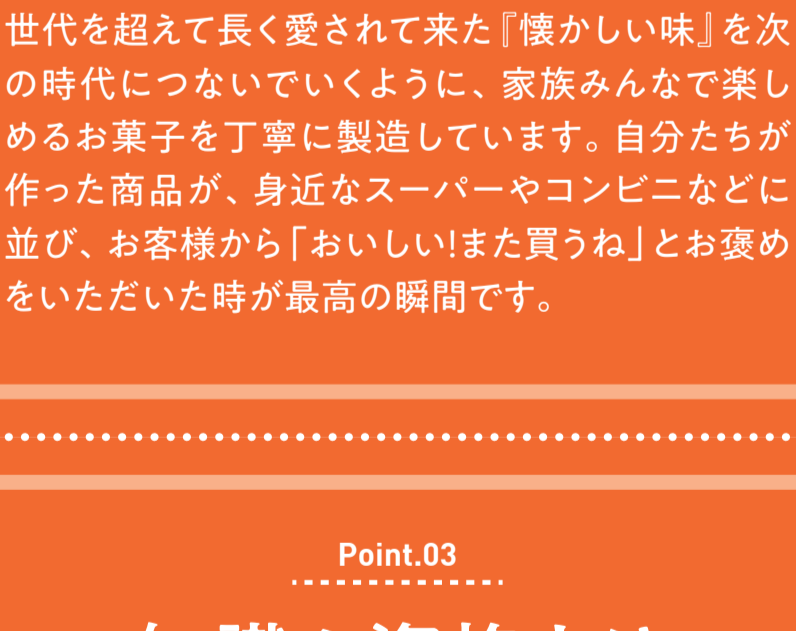 世代を超えて長く愛されて来た『懐かしい味』を次
の時代につないでいくように、家族みんなで楽し
めるお菓子を丁寧に製造しています。自分たちが
作った商品が、身近なスーパーやコンビニなどに
並び、お客様から「おいしい!また買うね」とお褒め
をいただいた時が最高の瞬間です。
Point.03